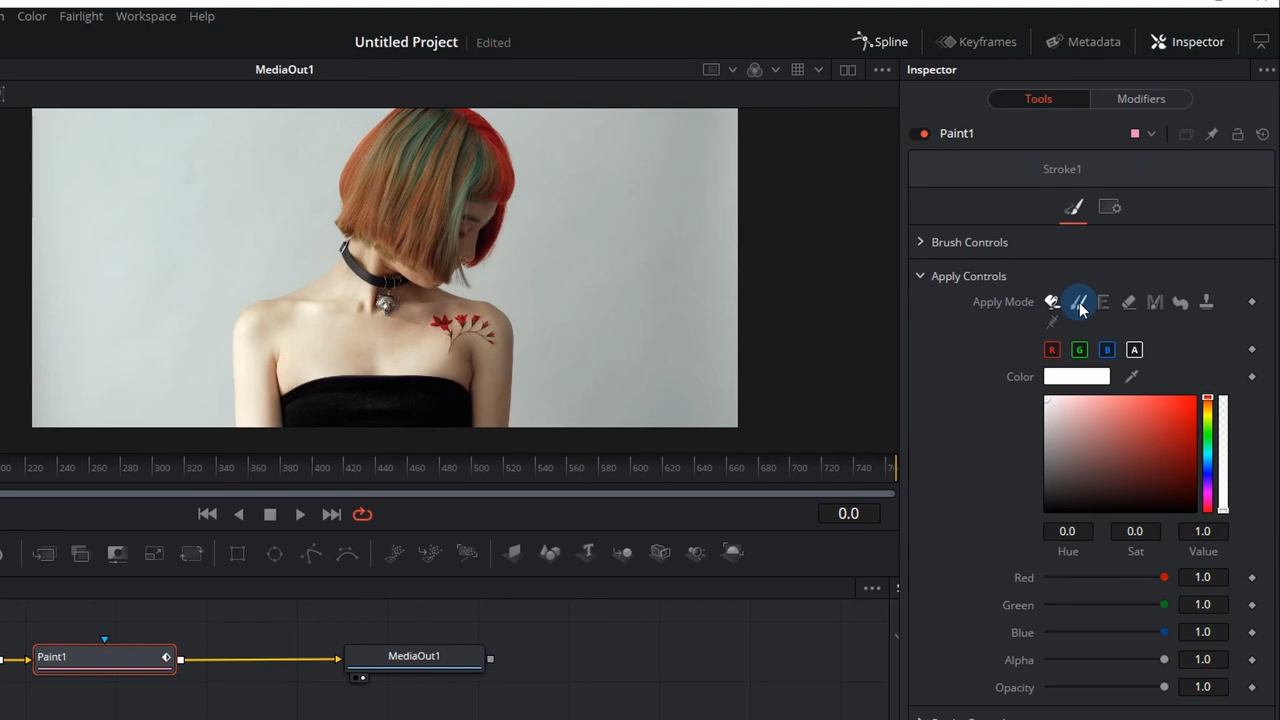 Color Fairlight Workspace Help
Untitled Project Edited
Spline Keyframes Metadata Inspector
MediaOut1
Inspector
Tools Modifiers
Paint1
Stroke1
Brush Controls
Apply Controls
Apply Mode
R G B A
Color
220 240 260 280 300 320 340 360 380 400 420 440 460 480 500 520 540 560 580 600 620 640 660 680 700 720 740
0.0
0.0 0.0 1.0
Hue Sat Value
Red 1.0
Green 1.0
Blue 1.0
Alpha 1.0
Opacity 1.0
Paint1
MediaOut1